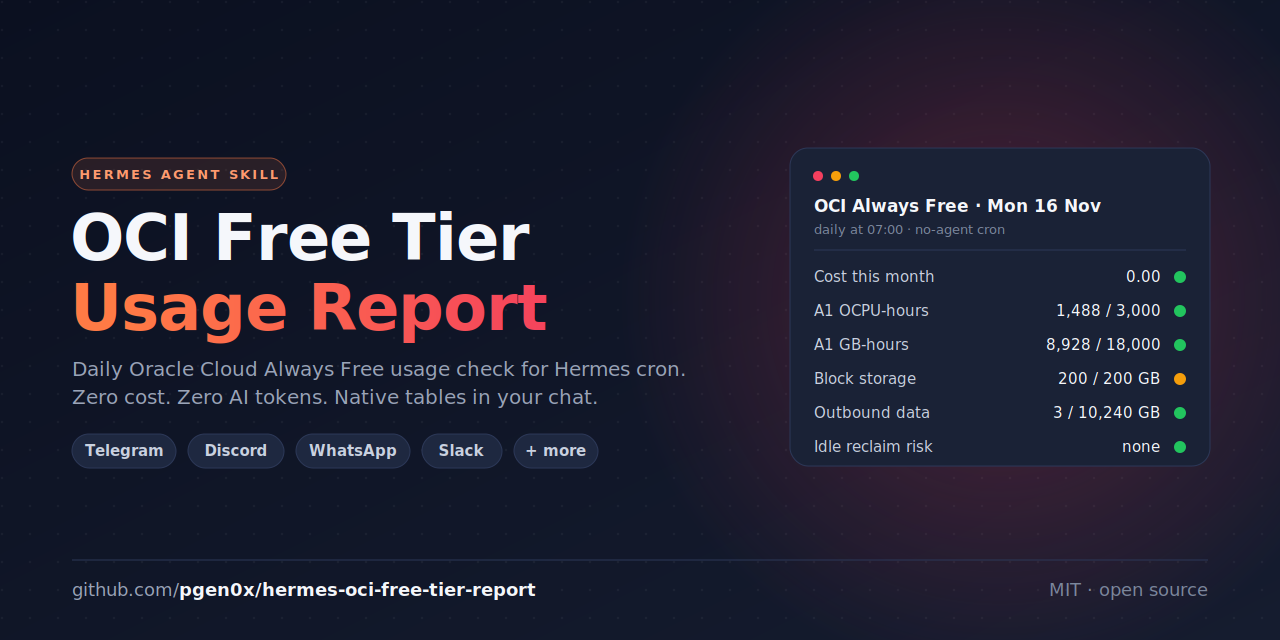 HERMES AGENT SKILL
OCI Free Tier
Usage Report
Daily Oracle Cloud Always Free usage check for Hermes cron.
Zero cost. Zero AI tokens. Native tables in your chat.
Telegram Discord WhatsApp Slack + more
OCI Always Free · Mon 16 Nov
daily at 07:00 · no-agent cron
Cost this month 0.00
A1 OCPU-hours 1,488 / 3,000
A1 GB-hours 8,928 / 18,000
Block storage 200 / 200 GB
Outbound data 3 / 10,240 GB
Idle reclaim risk none
github.com/pgen0x/hermes-oci-free-tier-report
MIT · open source